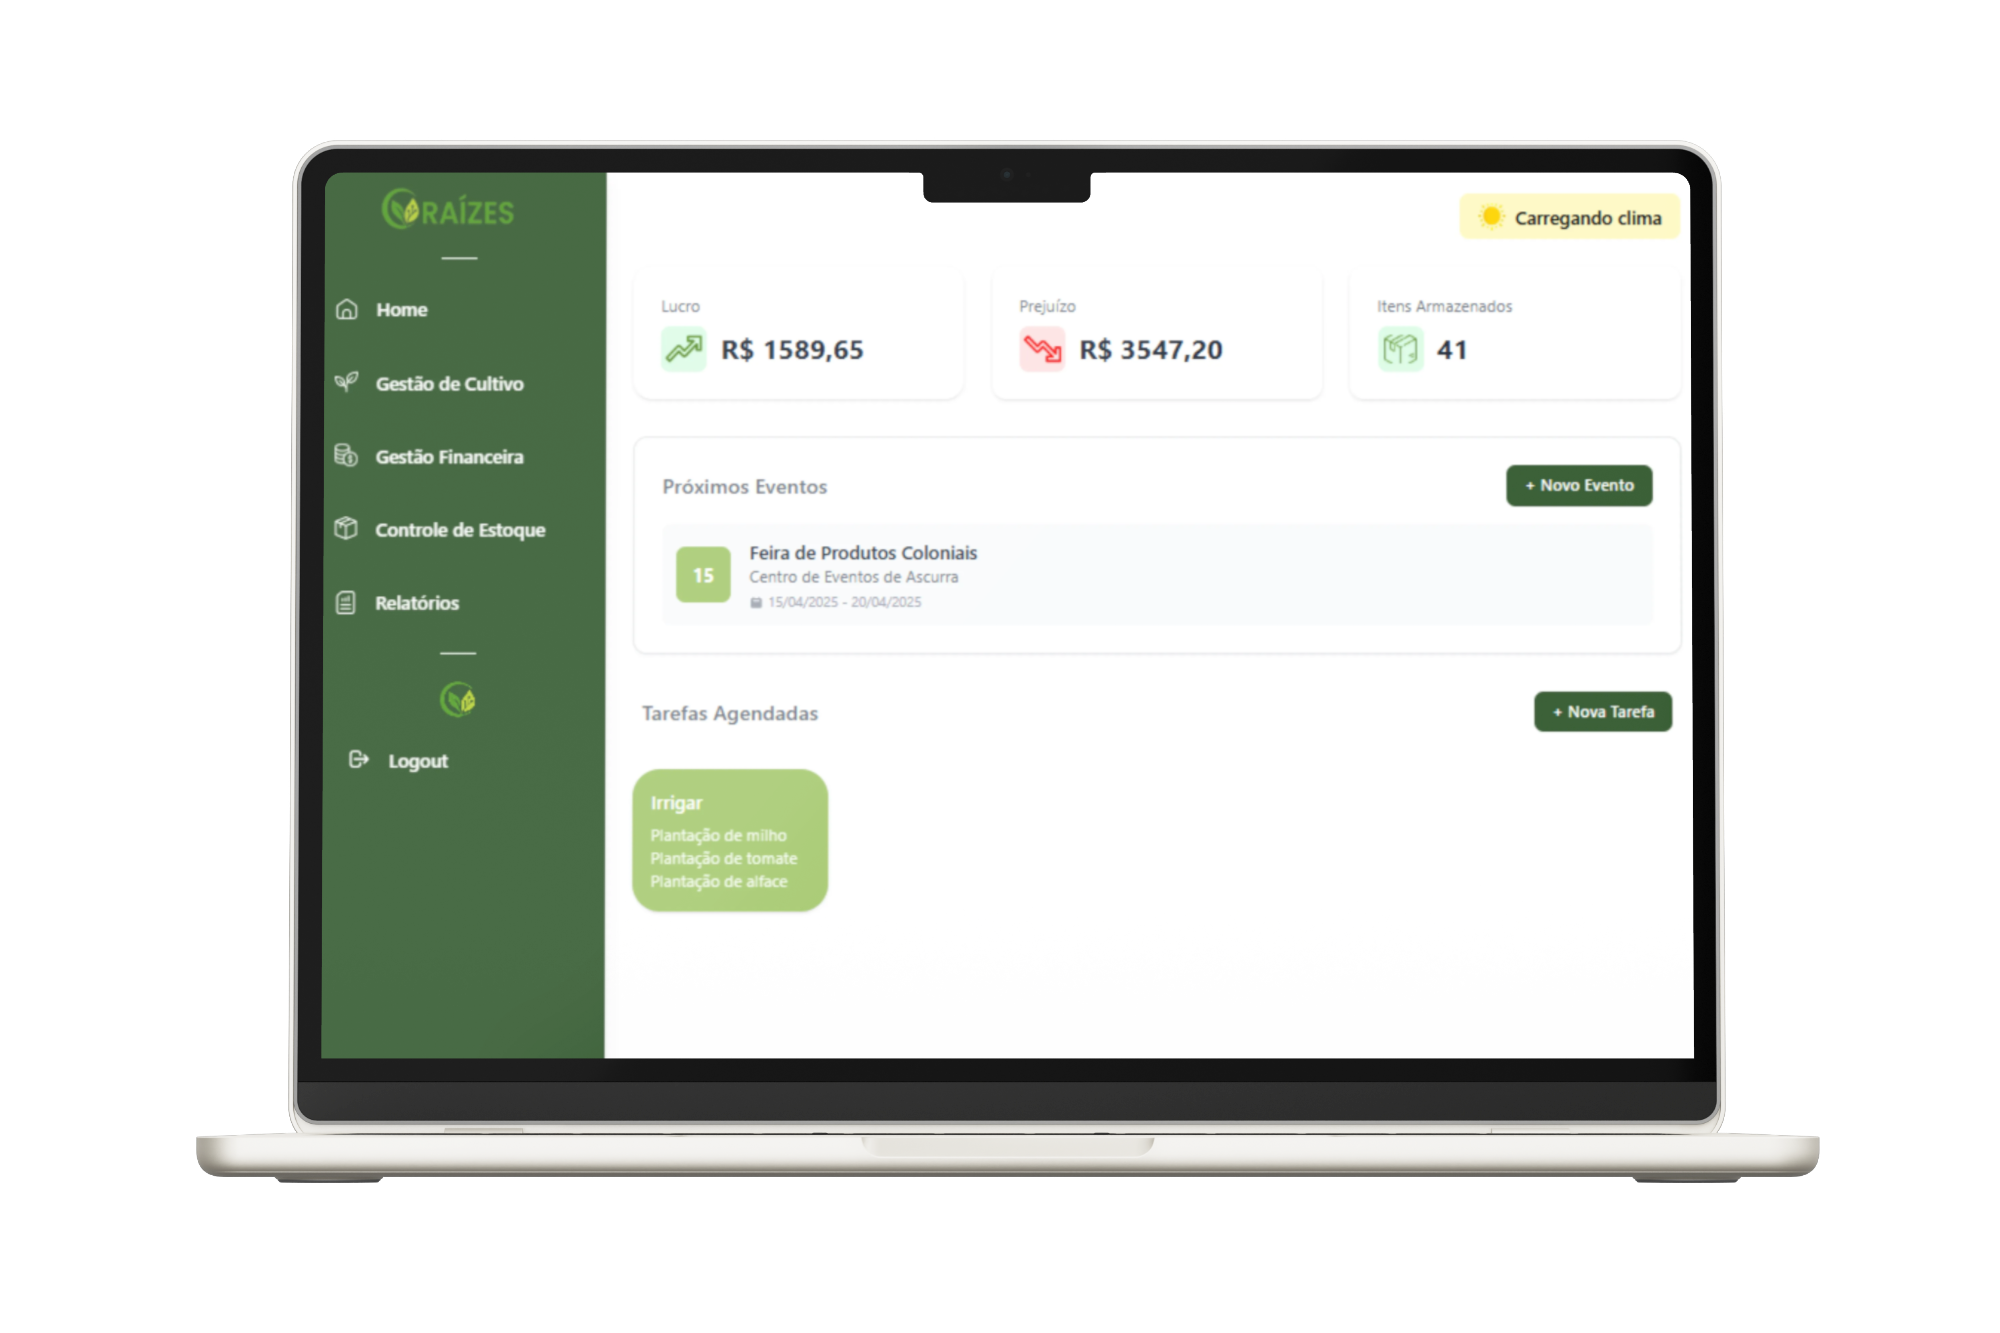 RAÍZES
Home
Gestão de Cultivo
Gestão Financeira
Controle de Estoque
Relatórios
Logout
Carregando clima
Lucro
R$ 1589,65
Prejuízo
R$ 3547,20
Itens Armazenados
41
Próximos Eventos
+ Novo Evento
15
Feira de Produtos Coloniais
Centro de Eventos de Ascurra
15/04/2025 - 20/04/2025
Tarefas Agendadas
+ Nova Tarefa
Irrigar
Plantação de milho
Plantação de tomate
Plantação de alface